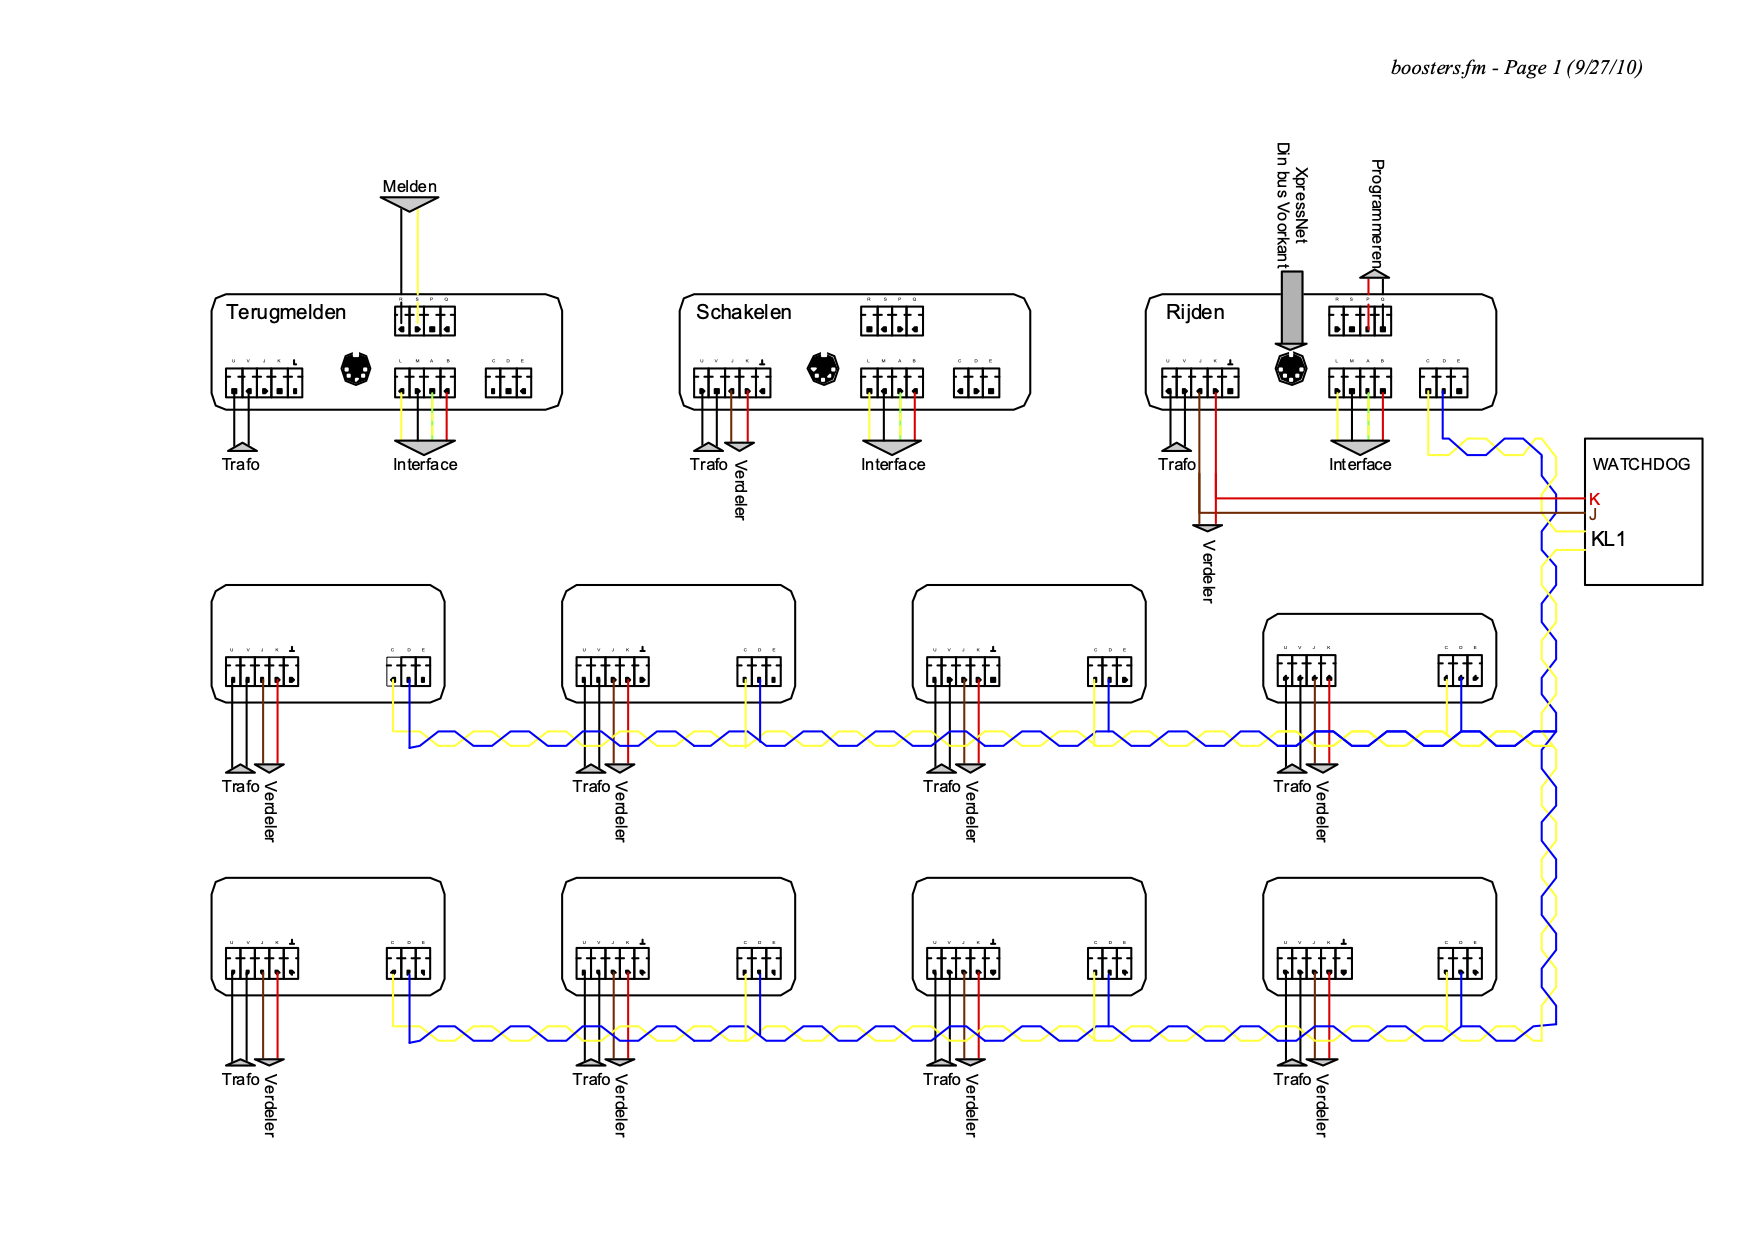 boosters.fm - Page 1 (9/27/10)
Melden
XpressNet
Din bus Voorkant
Programmeren
R S P Q
R S P Q
R S P Q
Terugmelden
Schakelen
Rijden
U V J K
L M A B
C D E
U V J K
L M A B
C D E
U V J K
L M A B
C D E
Trafo
Interface
Trafo
Verdeler
Interface
Trafo
Verdeler
Interface
WATCHDOG
K
J
KL1
U V J K
C D E
U V J K
C D E
U V J K
C D E
U V J K
C D E
Trafo
Verdeler
Trafo
Verdeler
Trafo
Verdeler
Trafo
Verdeler
U V J K
C D E
U V J K
C D E
U V J K
C D E
U V J K
C D E
Trafo
Verdeler
Trafo
Verdeler
Trafo
Verdeler
Trafo
Verdeler